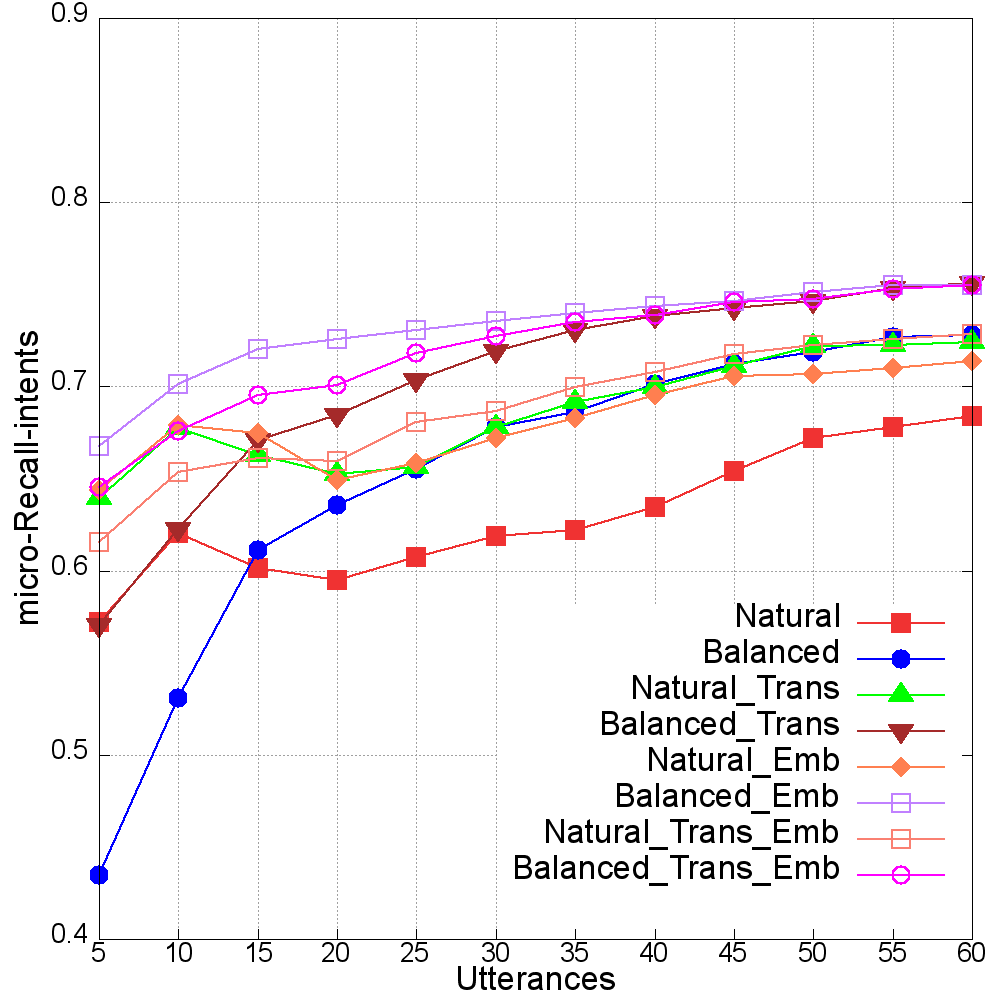 0.9
0.8
0.7
0.6
0.5
0.4
micro-Recall-intents
Natural
Balanced
Natural_Trans
Balanced_Trans
Natural_Emb
Balanced_Emb
Natural_Trans_Emb
Balanced_Trans_Emb
5 10 15 20 25 30 35 40 45 50 55 60
Utterances